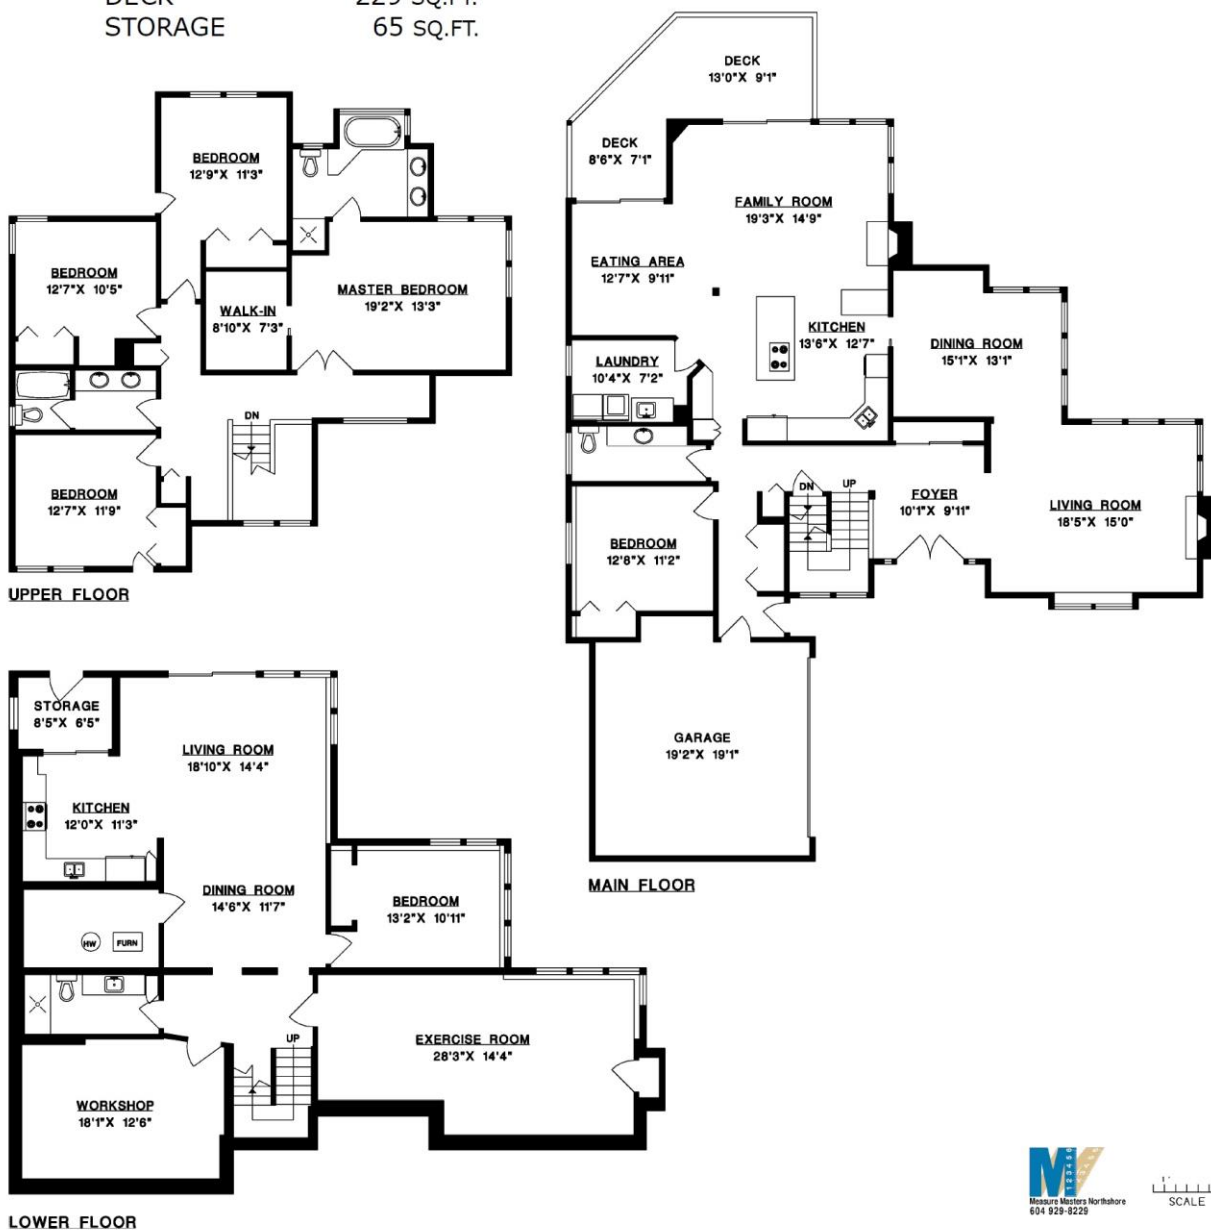 DECK 229 SQ.FT.
STORAGE 65 SQ.FT.
DECK
13'0"X 9'1"
DECK
8'6"X 7'1"
FAMILY ROOM
19'3"X 14'9"
EATING AREA
12'7"X 9'11"
KITCHEN
13'6"X 12'7"
DINING ROOM
15'1"X 13'1"
LAUNDRY
10'4"X 7'2"
DN
UP
FOYER
10'1"X 9'11"
LIVING ROOM
18'5"X 15'0"
BEDROOM
12'8"X 11'2"
GARAGE
19'2"X 19'1"
MAIN FLOOR
BEDROOM
12'9"X 11'3"
BEDROOM
12'7"X 10'5"
WALK-IN
8'10"X 7'3"
MASTER BEDROOM
19'2"X 13'3"
DN
BEDROOM
12'7"X 11'9"
UPPER FLOOR
STORAGE
8'5"X 6'5"
LIVING ROOM
18'10"X 14'4"
KITCHEN
12'0"X 11'3"
DINING ROOM
14'6"X 11'7"
BEDROOM
13'2"X 10'11"
HW
FURN
UP
EXERCISE ROOM
28'3"X 14'4"
WORKSHOP
18'1"X 12'6"
LOWER FLOOR
M
123456
Measure Masters Northshore
604 929-8229
SCALE